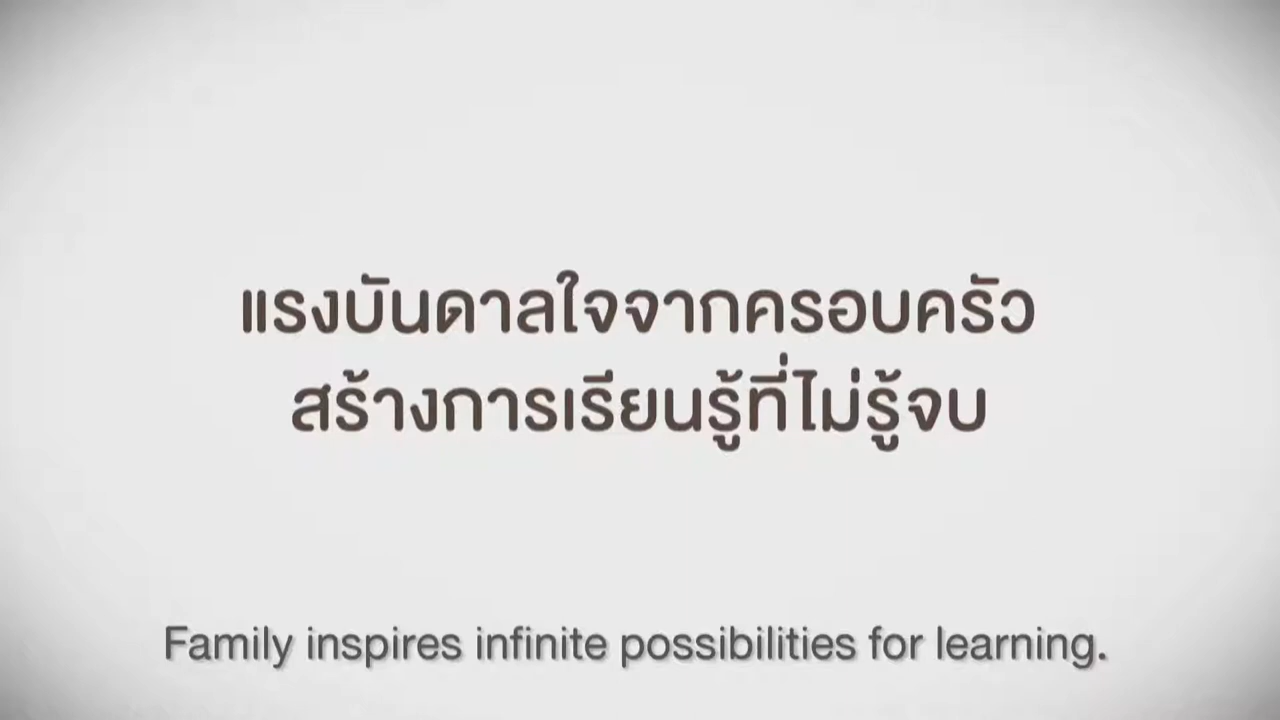 แรงบันดาลใจจากครอบครัว
สร้างการเรียนรู้ที่ไม่รู้จบ
Family inspires infinite possibilities for learning.